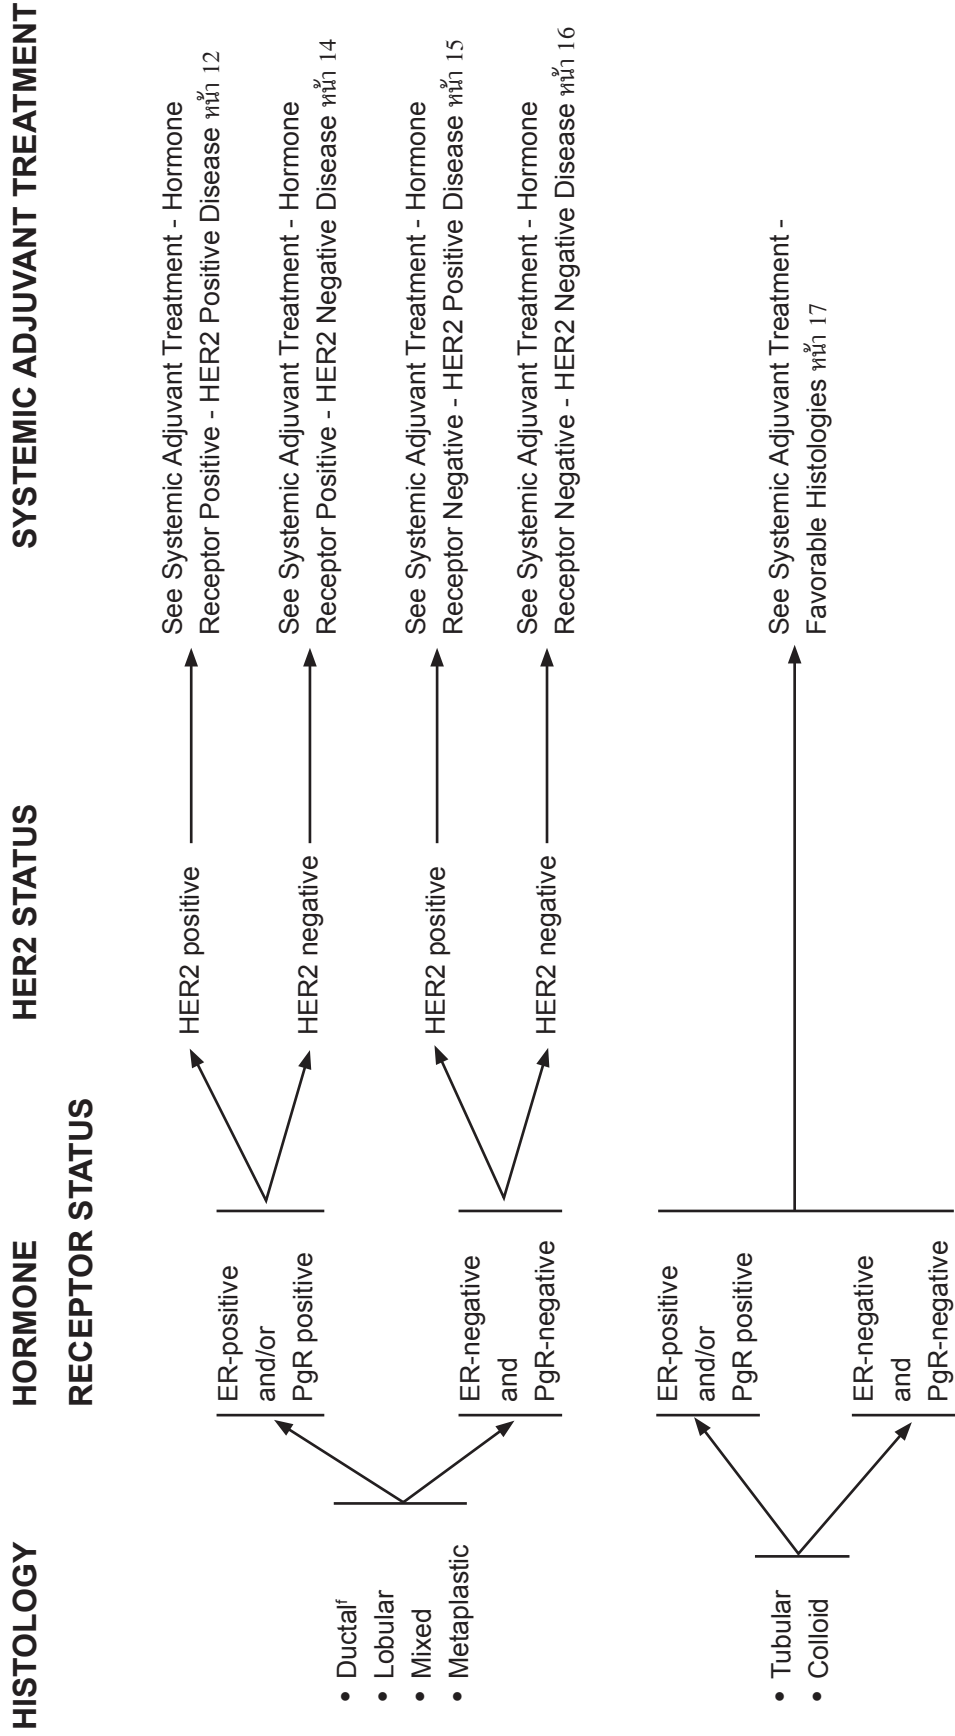 HISTOLOGY
HORMONE
RECEPTOR STATUS
HER2 STATUS
SYSTEMIC ADJUVANT TREATMENT
• Ductalᶠ
• Lobular
• Mixed
• Metaplastic
ER-positive
and/or
PgR positive
HER2 positive
See Systemic Adjuvant Treatment - Hormone
Receptor Positive - HER2 Positive Disease หน้า 12
HER2 negative
See Systemic Adjuvant Treatment - Hormone
Receptor Positive - HER2 Negative Disease หน้า 14
ER-negative
and
PgR-negative
HER2 positive
See Systemic Adjuvant Treatment - Hormone
Receptor Negative - HER2 Positive Disease หน้า 15
HER2 negative
See Systemic Adjuvant Treatment - Hormone
Receptor Negative - HER2 Negative Disease หน้า 16
• Tubular
• Colloid
ER-positive
and/or
PgR positive
ER-negative
and
PgR-negative
See Systemic Adjuvant Treatment -
Favorable Histologies หน้า 17